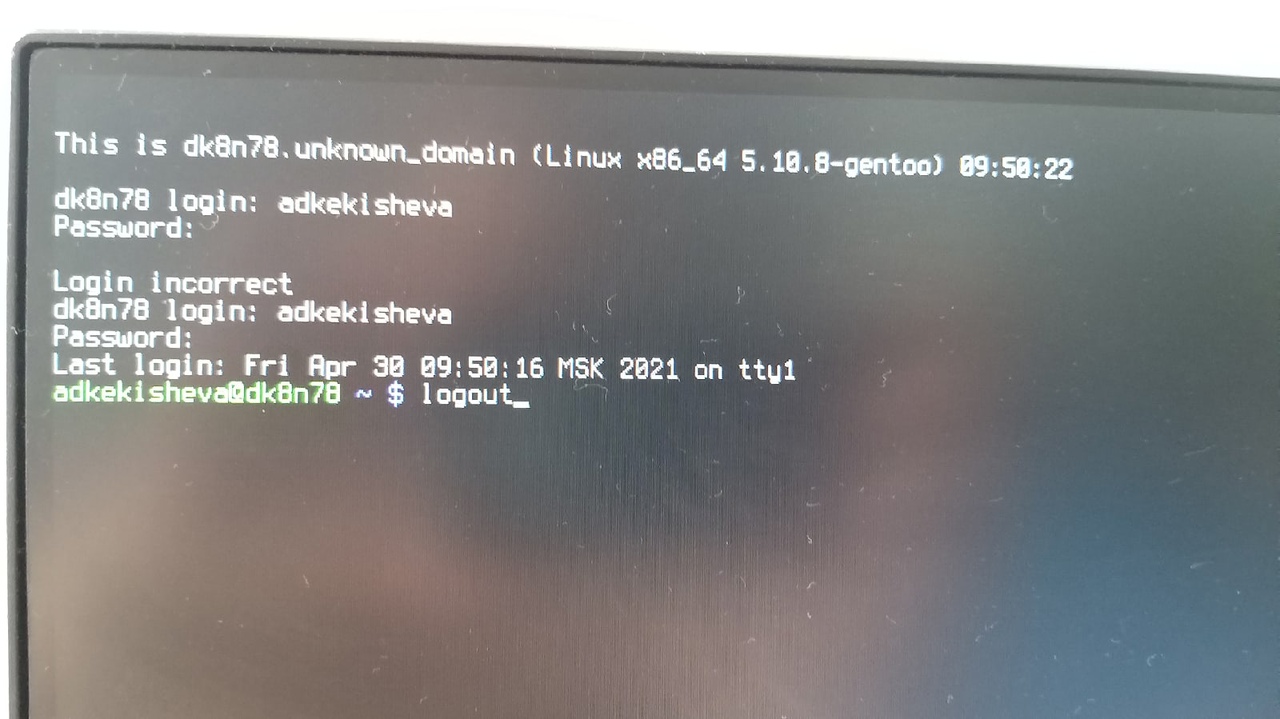 This is dk8n78.unknown_domain (Linux x86_64 5.10.8-gentoo) 09:50:22
dk8n78 login: adkekisheva
Password:
Login incorrect
dk8n78 login: adkekisheva
Password:
Last login: Fri Apr 30 09:50:16 MSK 2021 on tty1
adkekisheva@dk8n78 ~ $ logout_